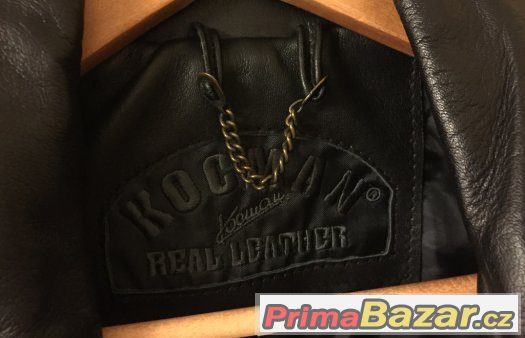 KOCMAN®
Kocman
REAL LEATHER
PrimaBazar.cz